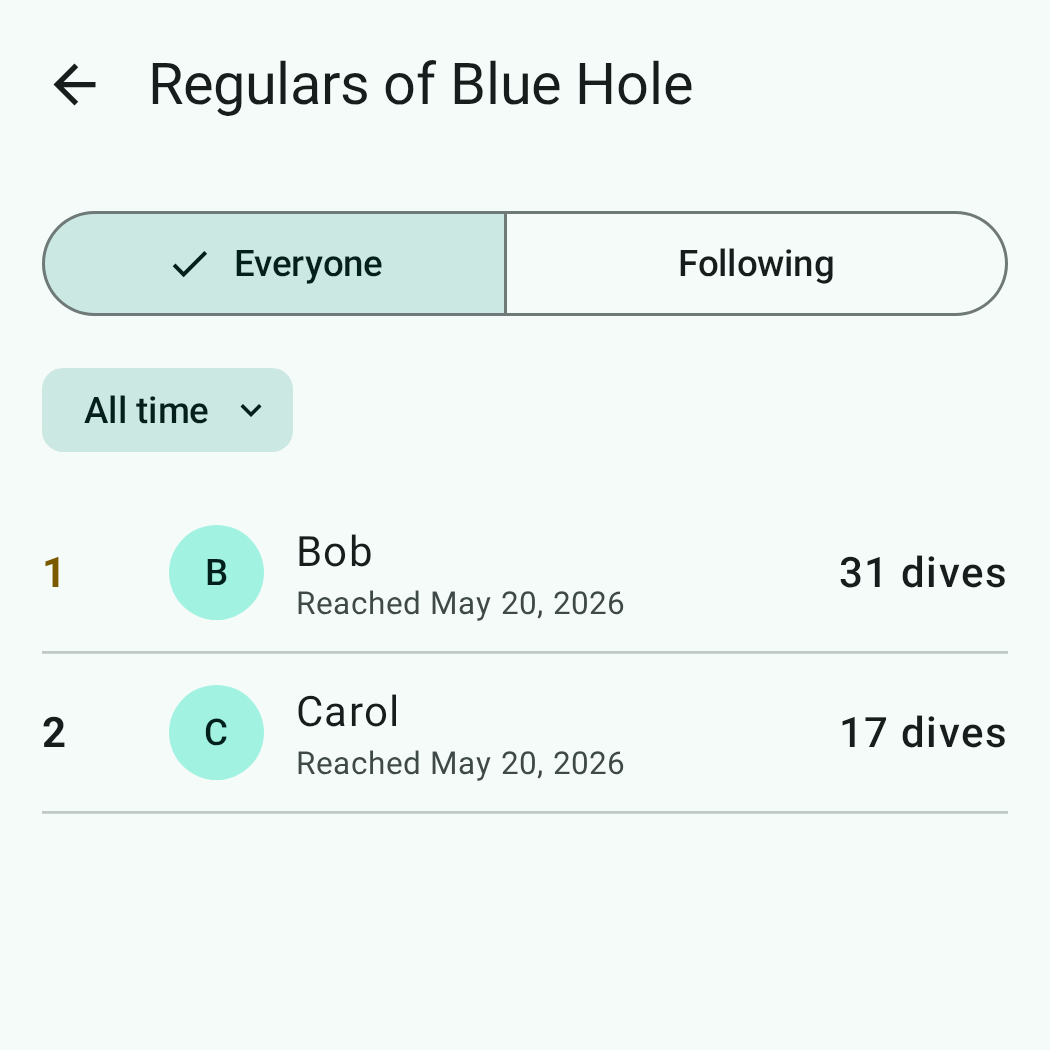 Regulars of Blue Hole
Everyone
Following
All time
1
B
Bob
Reached May 20, 2026
31 dives
2
C
Carol
Reached May 20, 2026
17 dives